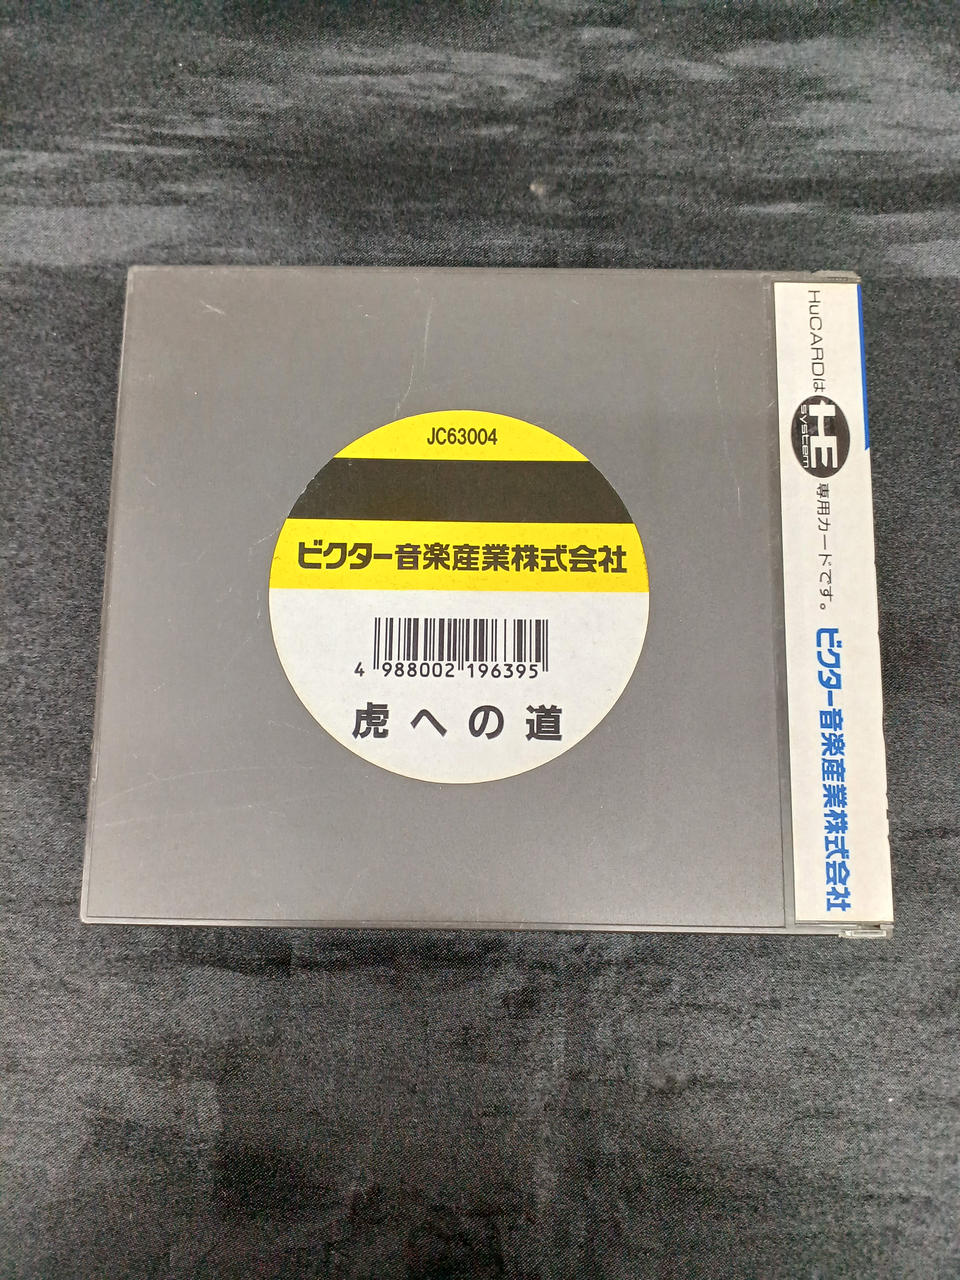 JC63004
ビクター音楽産業株式会社
4 988002 196395
虎への道
HuCARDは HE system 専用カードです。 ビクター音楽産業株式会社